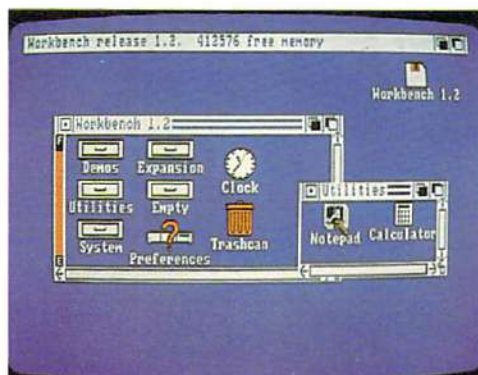 Workbench release 1.2. 412576 free memory
Workbench 1.2
Workbench 1.2
Demos Expansion Clock
Utilities Empty
System Preferences Trashcan
E
Utilities
Notepad Calculator